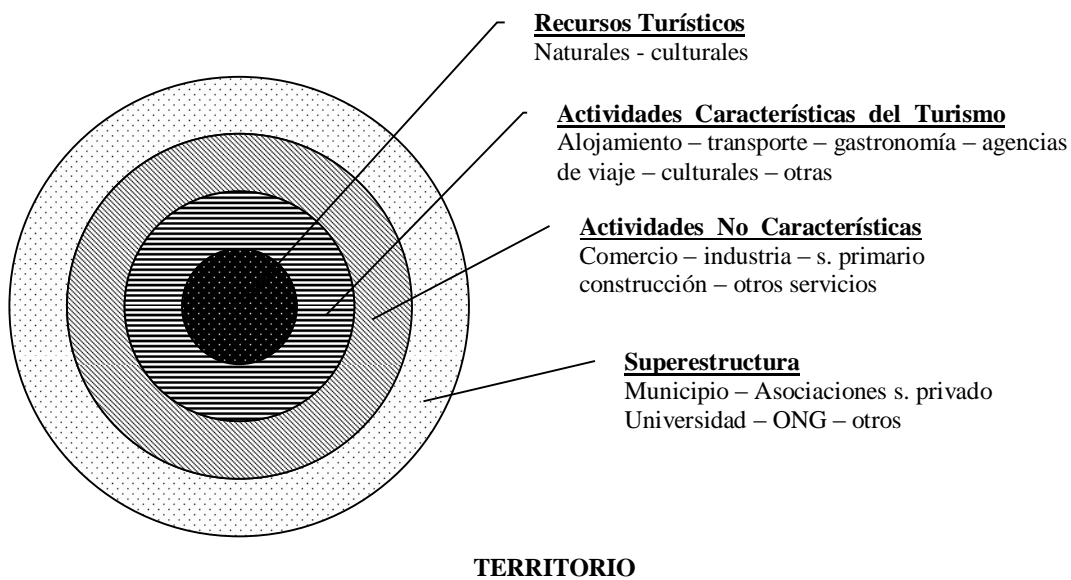 Recursos Turísticos
Naturales - culturales
Actividades Características del Turismo
Alojamiento – transporte – gastronomía – agencias
de viaje – culturales – otras
Actividades No Características
Comercio – industria – s. primario
construcción – otros servicios
Superestructura
Municipio – Asociaciones s. privado
Universidad – ONG – otros
TERRITORIO